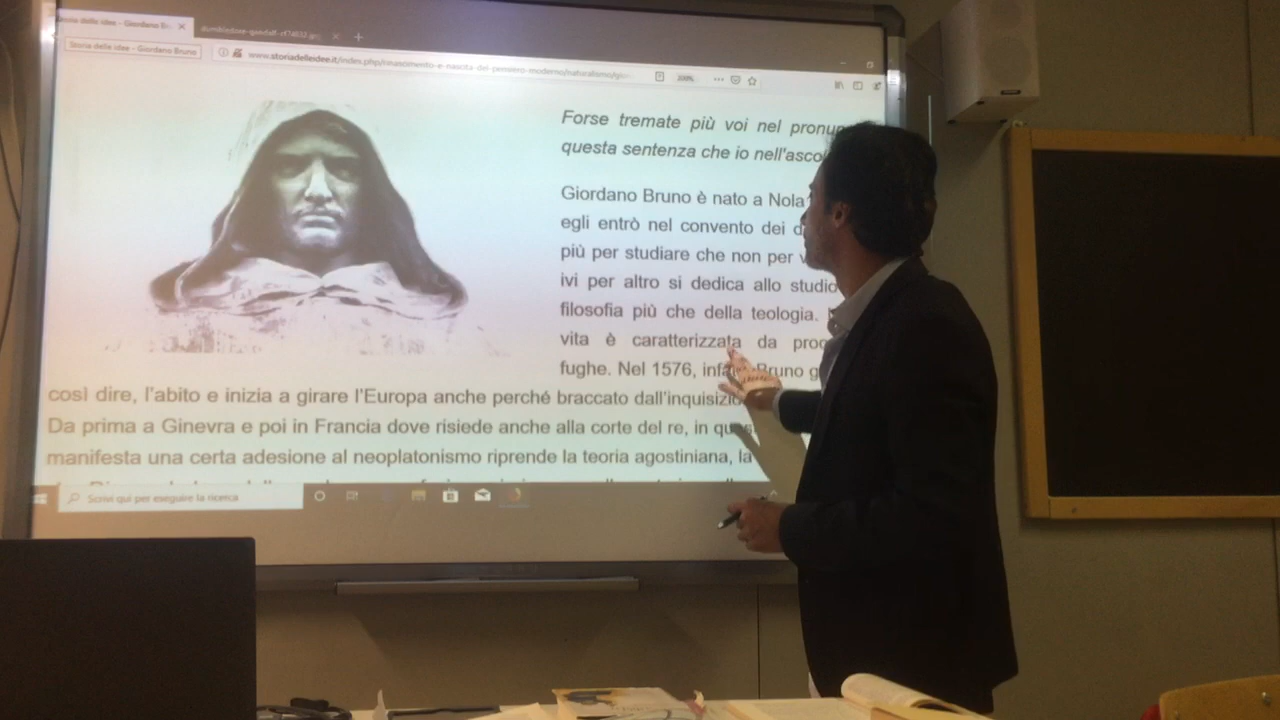 Storia delle idee - Giordano Br
Storia delle idee - Giordano Bruno
www.storiadelleidee.it/index.php/rinascimento-e-nascita-del-pensiero-moderno/naturalismo/gior
200%
Forse tremate più voi nel pronun
questa sentenza che io nell'asco
Giordano Bruno è nato a Nola
egli entrò nel convento dei d
più per studiare che non per v
ivi per altro si dedica allo studio
filosofia più che della teologia.
vita è caratterizzata da proc
fughe. Nel 1576, infa Bruno g
così dire, l'abito e inizia a girare l'Europa anche perché braccato dall'inquisizio
Da prima a Ginevra e poi in Francia dove risiede anche alla corte del re, in ques
manifesta una certa adesione al neoplatonismo riprende la teoria agostiniana, la
Scrivi qui per eseguire la ricerca